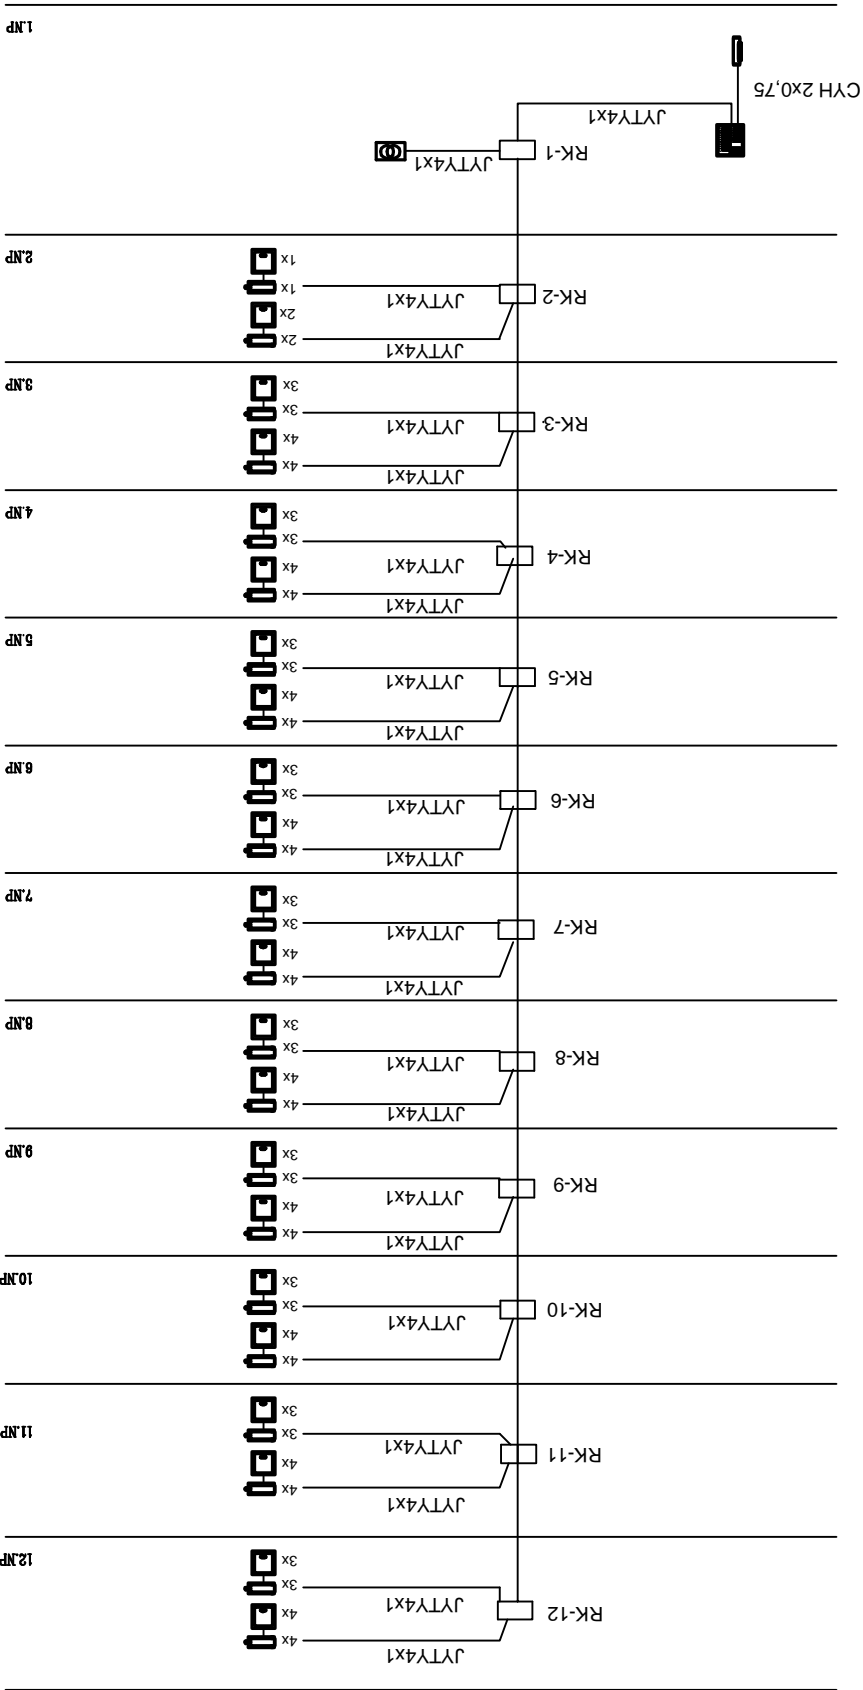 JYTY4x1
4x
4x
RK-12
JYTY4x1
3x
3x
12.NP
JYTY4x1
4x
4x
RK-11
JYTY4x1
3x
3x
11.NP
4x
4x
RK-10
JYTY4x1
3x
3x
10.NP
JYTY4x1
4x
4x
RK-9
JYTY4x1
3x
3x
9.NP
JYTY4x1
4x
4x
RK-8
JYTY4x1
3x
3x
8.NP
JYTY4x1
4x
4x
RK-7
JYTY4x1
3x
3x
7.NP
JYTY4x1
4x
4x
RK-6
JYTY4x1
3x
3x
6.NP
JYTY4x1
4x
4x
RK-5
JYTY4x1
3x
3x
5.NP
JYTY4x1
4x
4x
RK-4
JYTY4x1
3x
3x
4.NP
JYTY4x1
4x
4x
RK-3
JYTY4x1
3x
3x
3.NP
JYTY4x1
2x
2x
RK-2
JYTY4x1
1x
1x
2.NP
RK-1
JYTY4x1
JYTY4x1
CYH 2x0,75
1.NP